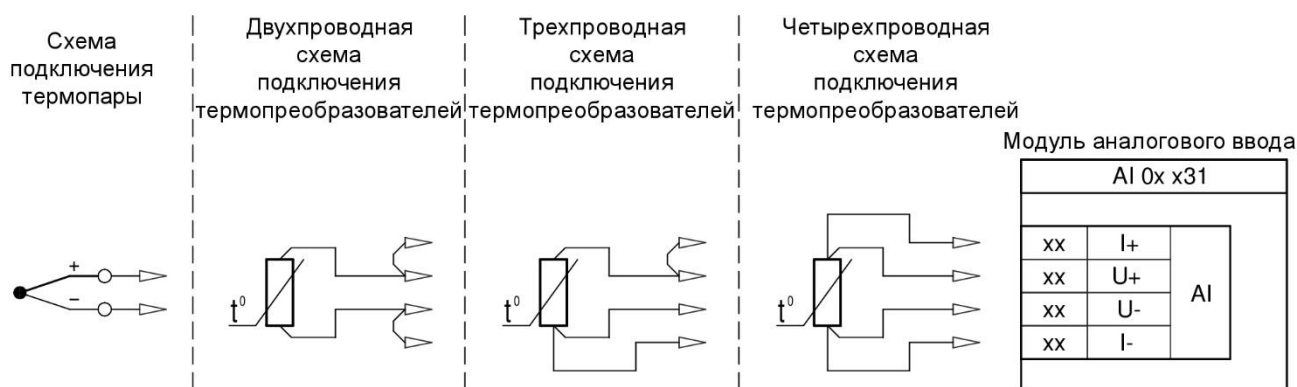 Схема
подключения
термопары
Двухпроводная
схема
подключения
термопреобразователей
Трехпроводная
схема
подключения
термопреобразователей
Четырехпроводная
схема
подключения
термопреобразователей
Модуль аналогового ввода
AI 0x x31
xx I+
xx U+
xx U-
xx I-
AI
+
−
t⁰
t⁰
t⁰